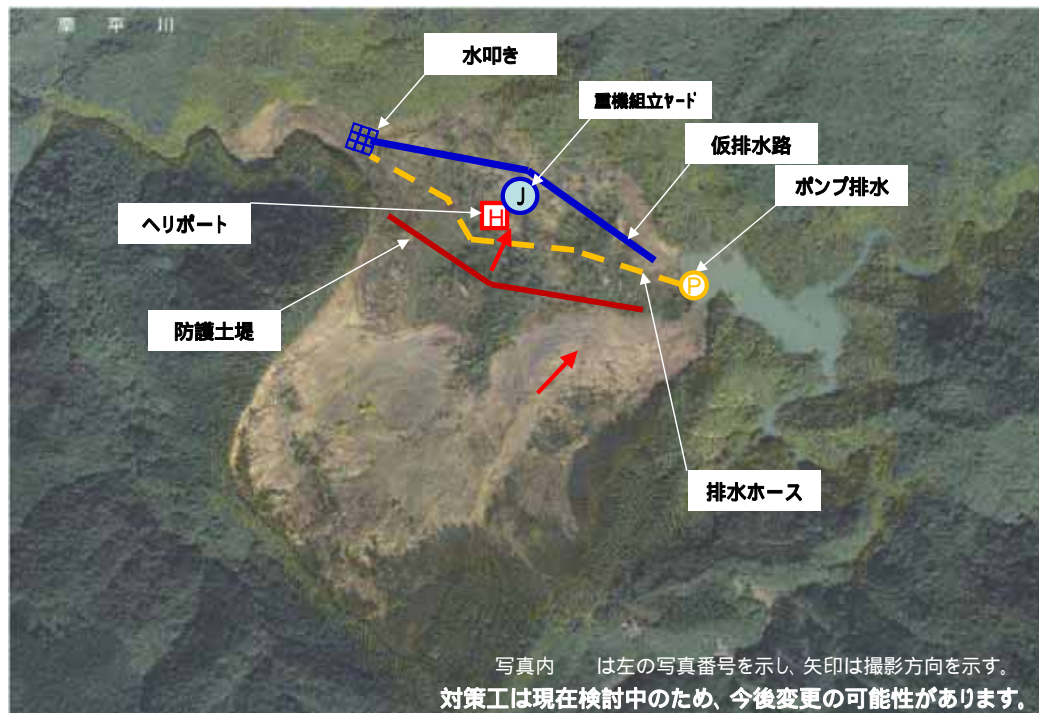 栗平川
水叩き
重機組立ヤード
仮排水路
ポンプ排水
J
ヘリポート
H
P
防護土堤
排水ホース
写真内　　は左の写真番号を示し、矢印は撮影方向を示す。
対策工は現在検討中のため、今後変更の可能性があります。